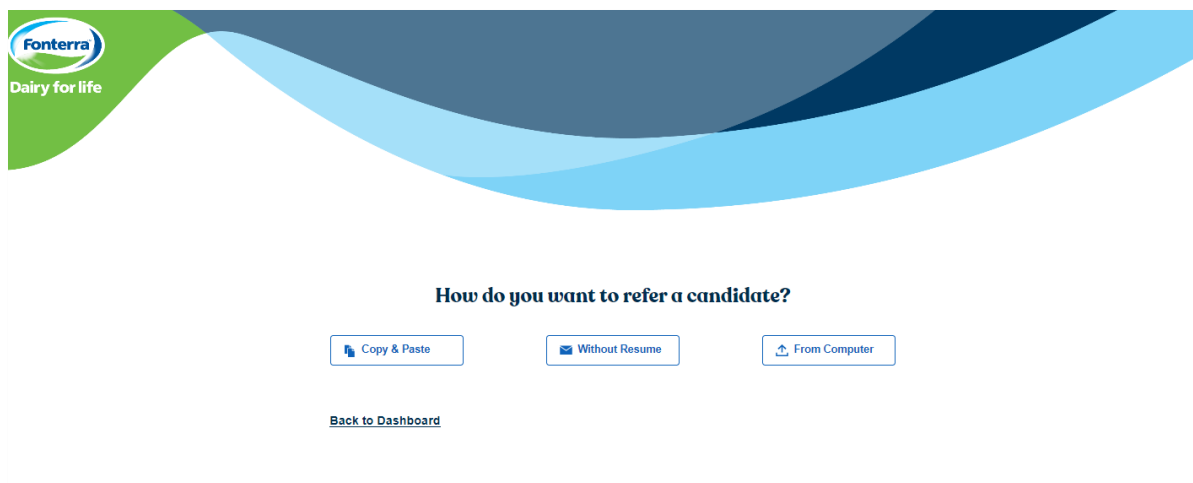 Fonterra
Dairy for life
How do you want to refer a candidate?
Copy & Paste
Without Resume
From Computer
Back to Dashboard